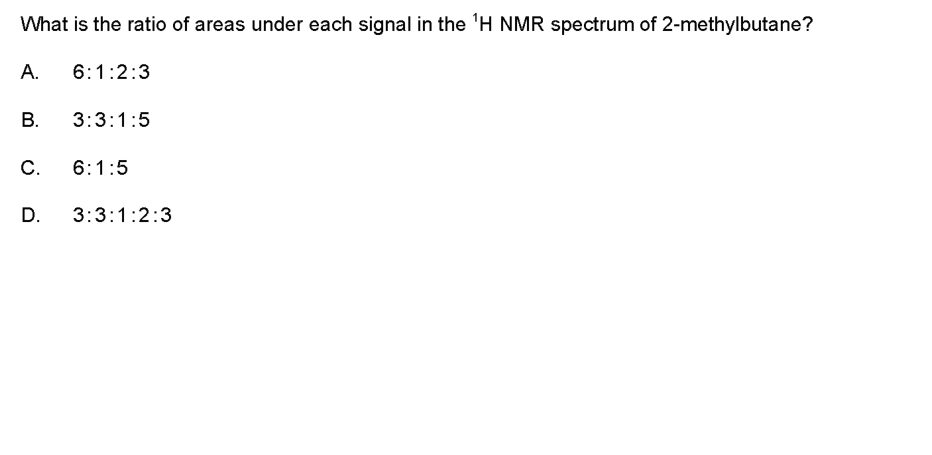 What is the ratio of areas under each signal in the ¹H NMR spectrum of 2-methylbutane?
A. 6:1:2:3
B. 3:3:1:5
C. 6:1:5
D. 3:3:1:2:3